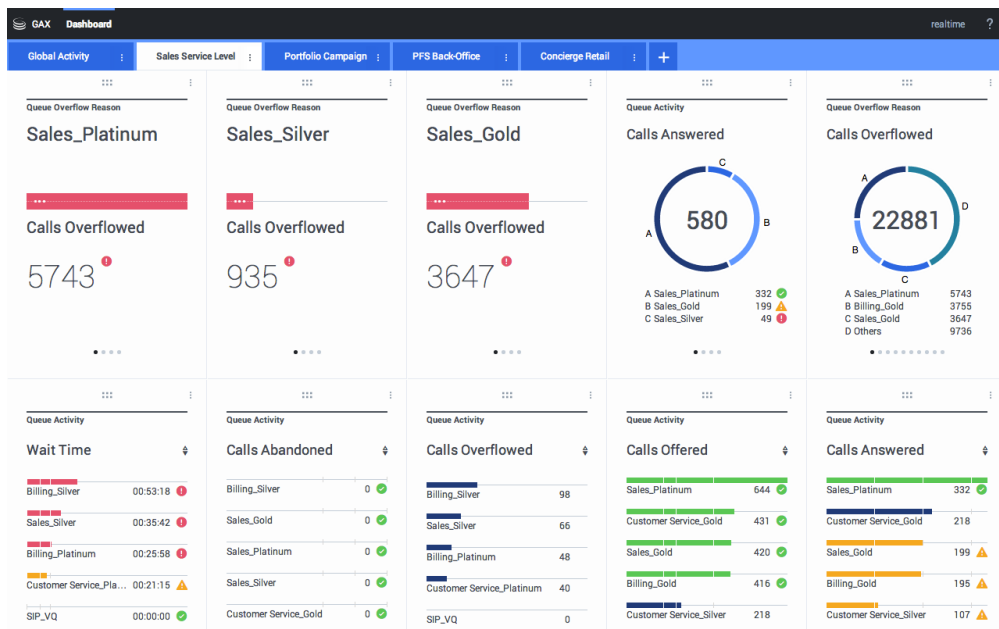 GAX Dashboard realtime ?
Global Activity Sales Service Level Portfolio Campaign PFS Back-Office Concierge Retail +
Queue Overflow Reason
Sales_Platinum
Calls Overflowed
5743
Queue Overflow Reason
Sales_Silver
Calls Overflowed
935
Queue Overflow Reason
Sales_Gold
Calls Overflowed
3647
Queue Activity
Calls Answered
C
580
B
A
A Sales_Platinum 332
B Sales_Gold 199
C Sales_Silver 49
Queue Overflow Reason
Calls Overflowed
A
22881
D
B
C
A Sales_Platinum 5743
B Billing_Gold 3755
C Sales_Gold 3647
D Others 9736
Queue Activity
Wait Time
Billing_Silver 00:53:18
Sales_Silver 00:35:42
Billing_Platinum 00:25:58
Customer Service_Pla... 00:21:15
SIP_VQ 00:00:00
Queue Activity
Calls Abandoned
Billing_Silver 0
Sales_Gold 0
Sales_Platinum 0
Sales_Silver 0
Customer Service_Gold 0
Queue Activity
Calls Overflowed
Billing_Silver 98
Sales_Silver 66
Billing_Platinum 48
Customer Service_Platinum 40
SIP_VQ 0
Queue Activity
Calls Offered
Sales_Platinum 644
Customer Service_Gold 431
Sales_Gold 420
Billing_Gold 416
Customer Service_Silver 218
Queue Activity
Calls Answered
Sales_Platinum 332
Customer Service_Gold 218
Sales_Gold 199
Billing_Gold 195
Customer Service_Silver 107